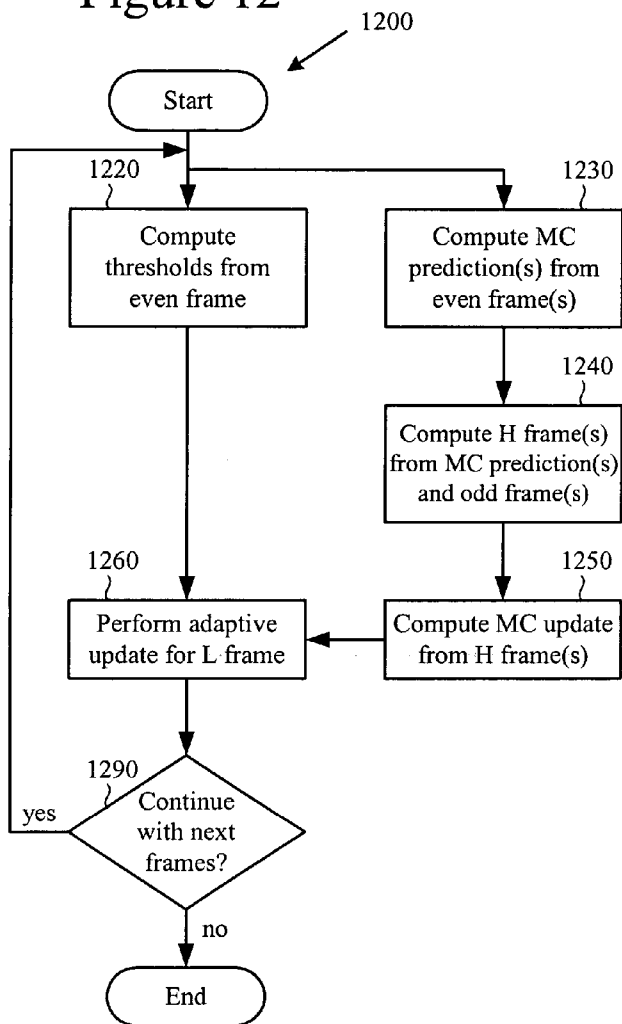 Figure 12
1200
Start
1220
Compute
thresholds from
even frame
1230
Compute MC
prediction(s) from
even frame(s)
1240
Compute H frame(s)
from MC prediction(s)
and odd frame(s)
1260
Perform adaptive
update for L frame
1250
Compute MC update
from H frame(s)
1290
Continue
with next
frames?
yes
no
End